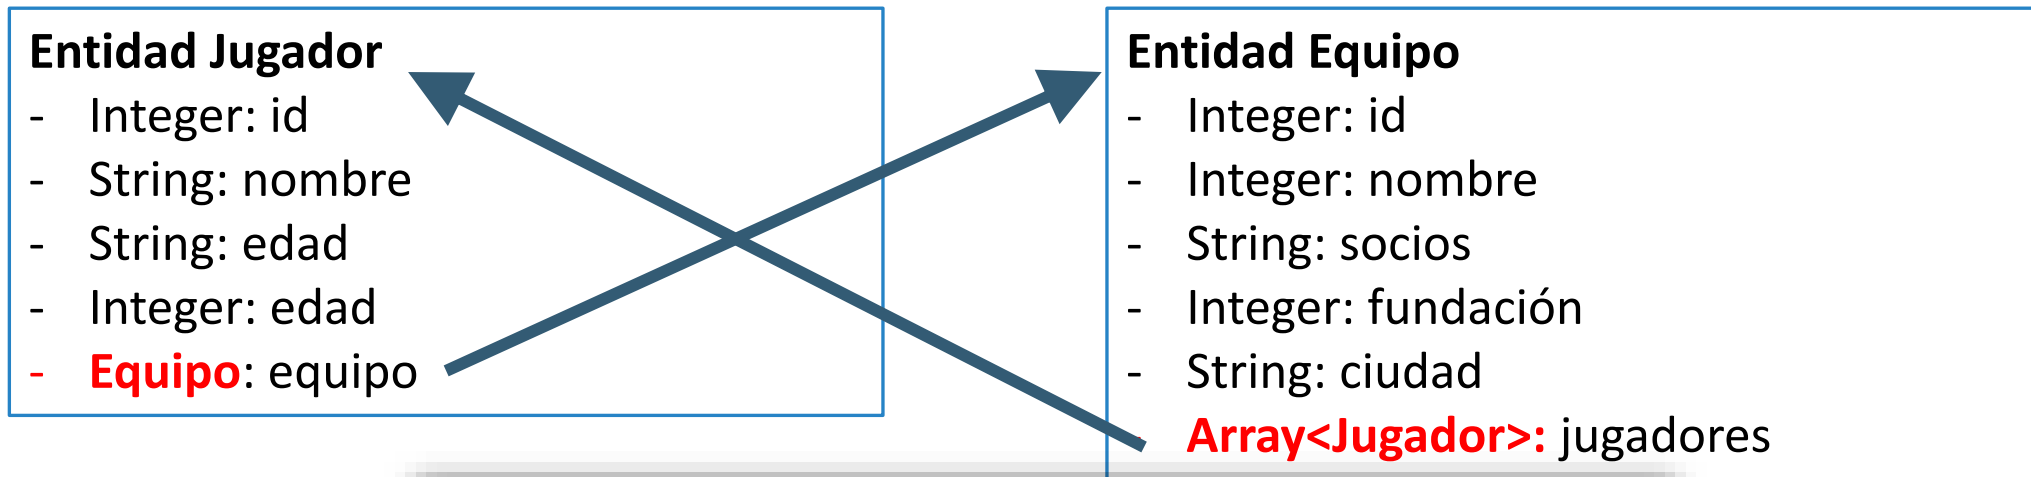 Entidad Jugador
- Integer: id
- String: nombre
- String: edad
- Integer: edad
- Equipo: equipo
Entidad Equipo
- Integer: id
- Integer: nombre
- String: socios
- Integer: fundación
- String: ciudad
Array<Jugador>: jugadores